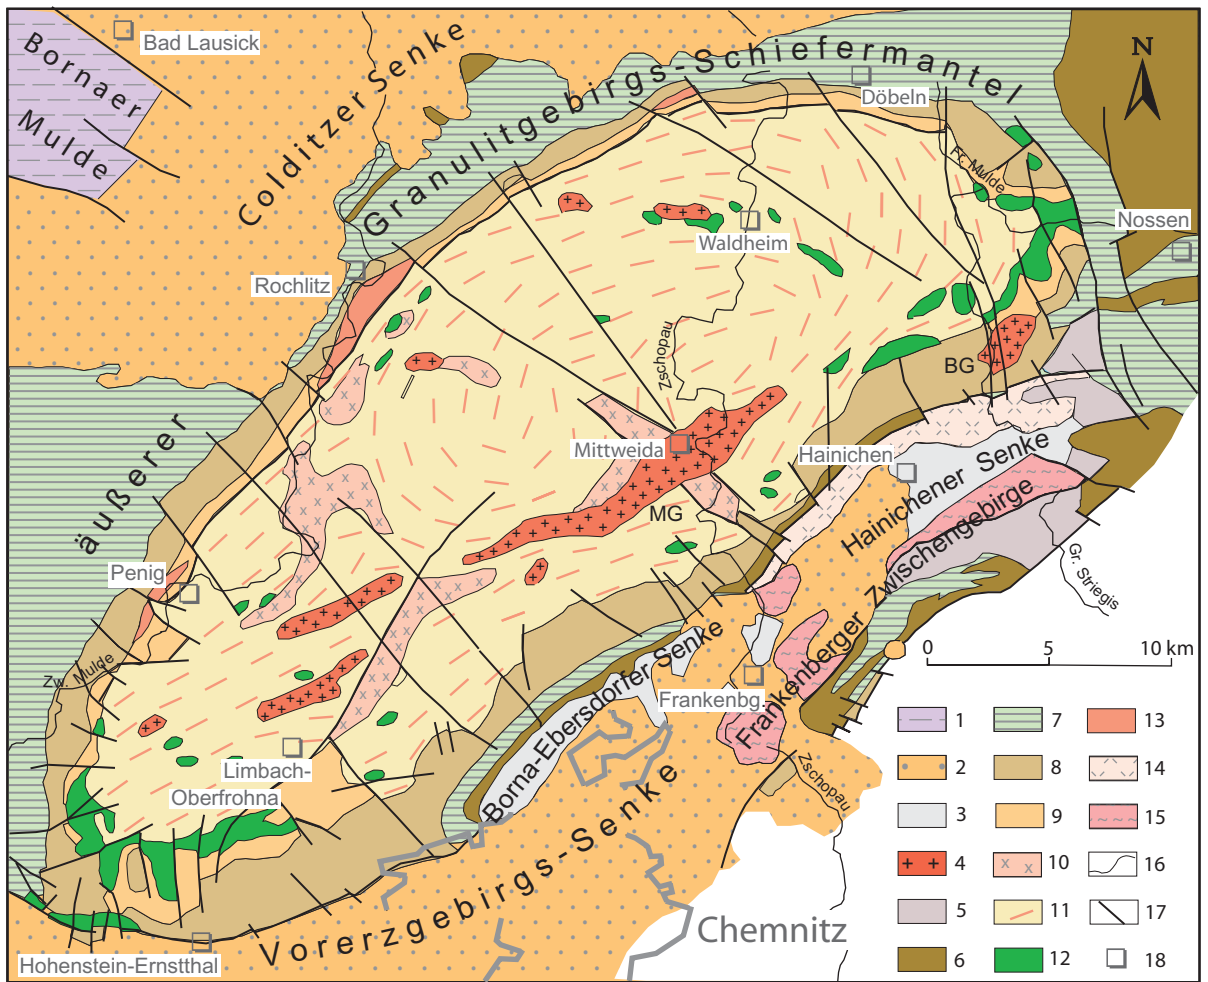 Bornaer
Mulde
Bad Lausick
Colditzer Senke
Granulitgebirgs-Schiefermantel
äußerer
N
Döbeln
Fr. Mulde
Nossen
Waldheim
Rochlitz
Zschopau
BG
Mittweida
Hainichen
MG
Hainichener Senke
Frankenberger Zwischengebirge
Gr. Striegis
Penig
Zw. Mulde
0 5 10 km
Borna-Ebersdorfer Senke
Frankenbg.
Limbach-
Oberfrohna
Zschopau
Vorerzgebirgs-Senke
Chemnitz
Hohenstein-Ernstthal
1 7 13
2 8 14
3 9 15
4 10 16
5 11 17
6 12 18